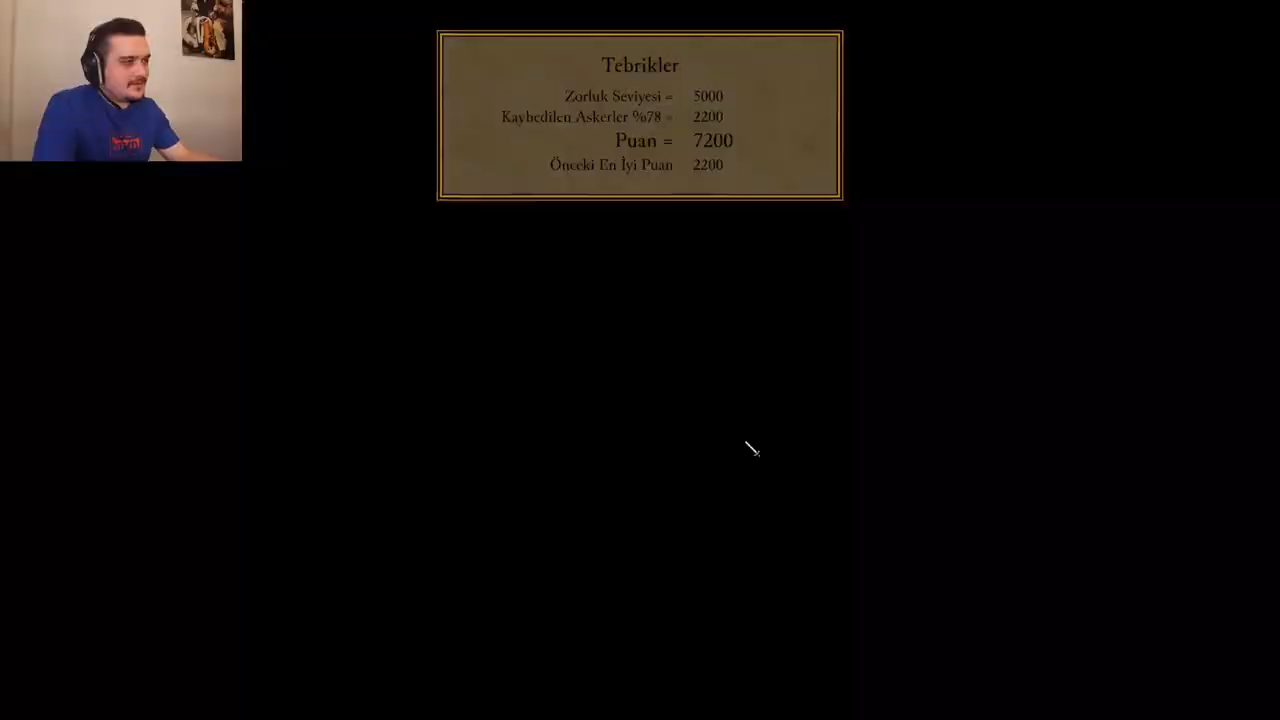 Tebrikler
Zorluk Seviyesi = 5000
Kaybedilen Askerler %78 = 2200
Puan = 7200
Önceki En İyi Puan 2200